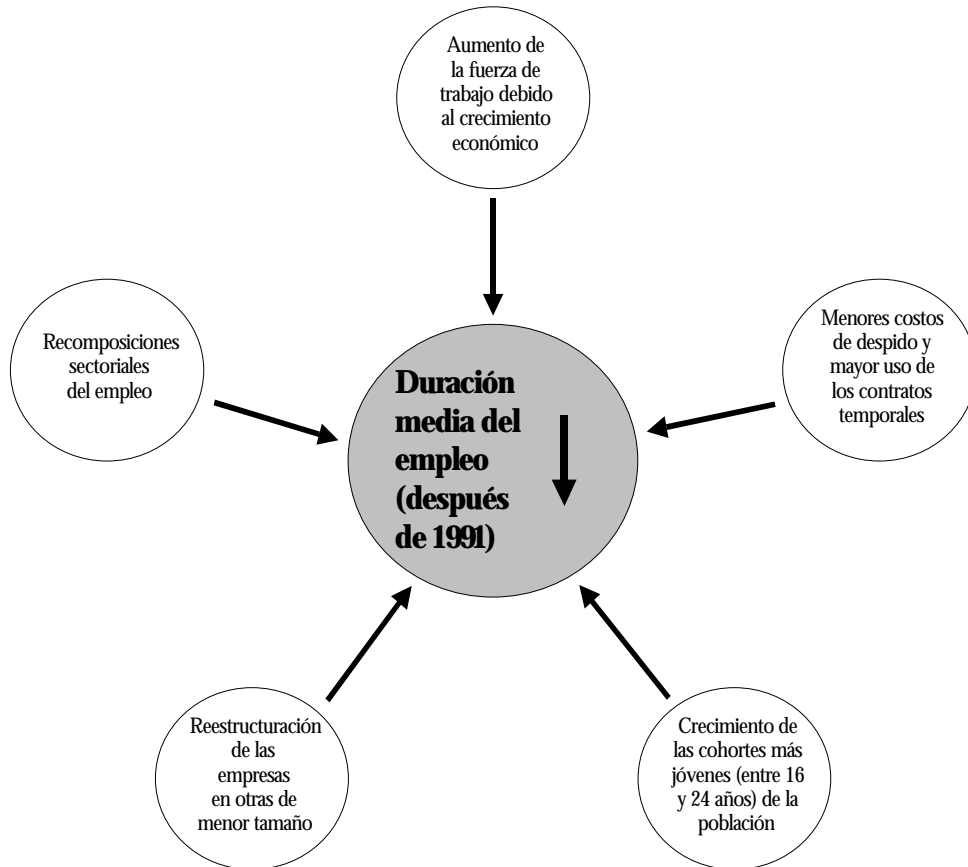 Aumento de
la fuerza de
trabajo debido
al crecimiento
económico
Recomposiciones
sectoriales
del empleo
Menores costos
de despido y
mayor uso de
los contratos
temporales
Duración
media del
empleo
(después
de 1991)
Reestructuración
de las
empresas
en otras de
menor tamaño
Crecimiento de
las cohortes más
jóvenes (entre 16
y 24 años) de la
población